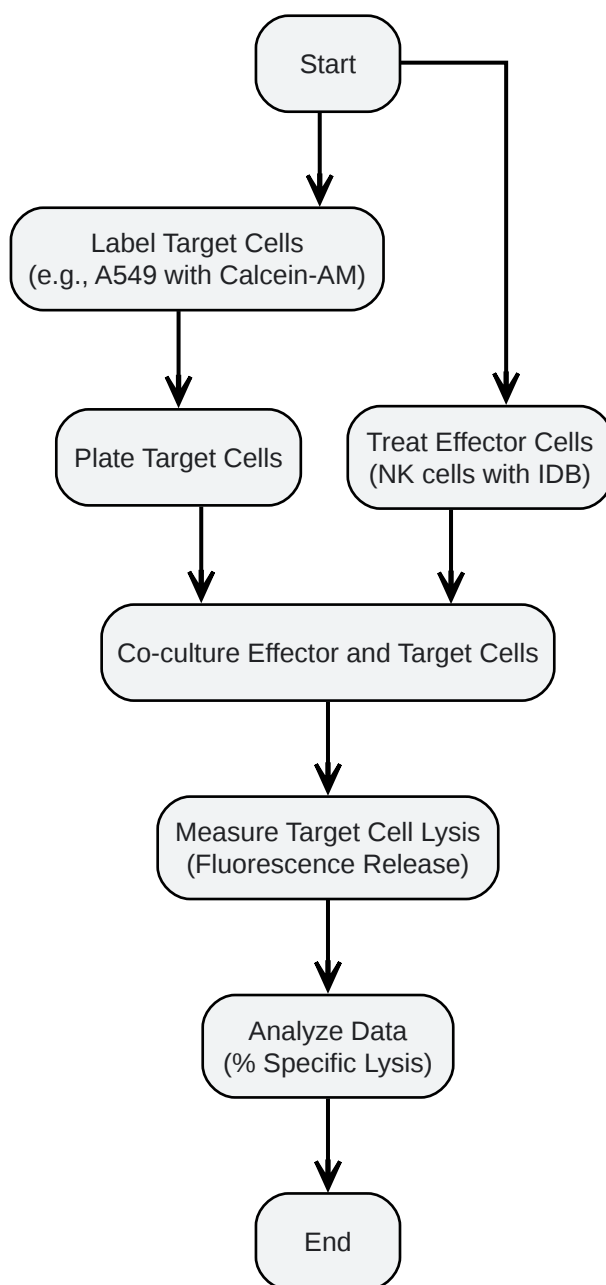 Start
Label Target Cells
(e.g., A549 with Calcein-AM)
Plate Target Cells
Treat Effector Cells
(NK cells with IDB)
Co-culture Effector and Target Cells
Measure Target Cell Lysis
(Fluorescence Release)
Analyze Data
(% Specific Lysis)
End